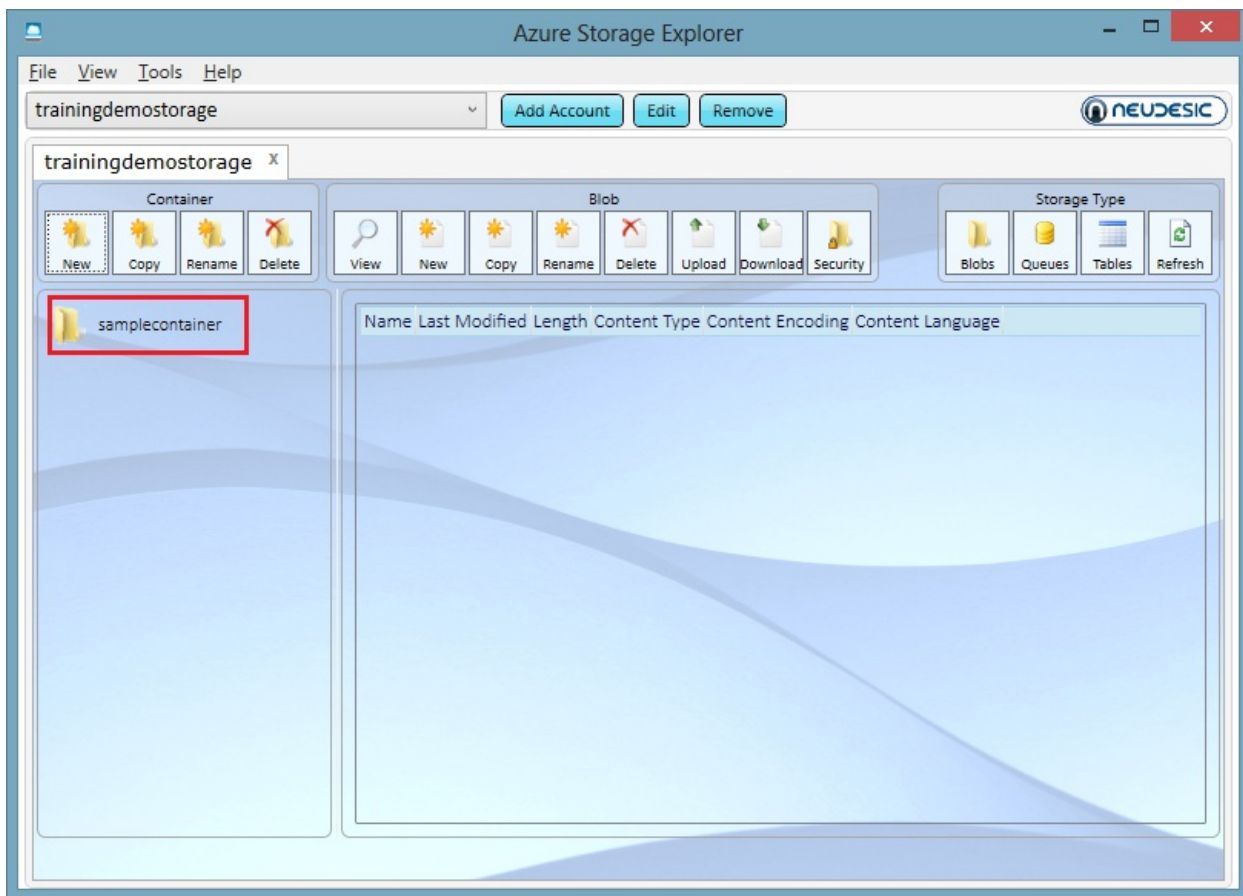 Azure Storage Explorer
File View Tools Help
trainingdemostorage Add Account Edit Remove NEUDESIC
trainingdemostorage x
Container Blob Storage Type
New Copy Rename Delete View New Copy Rename Delete Upload Download Security Blobs Queues Tables Refresh
samplecontainer Name Last Modified Length Content Type Content Encoding Content Language